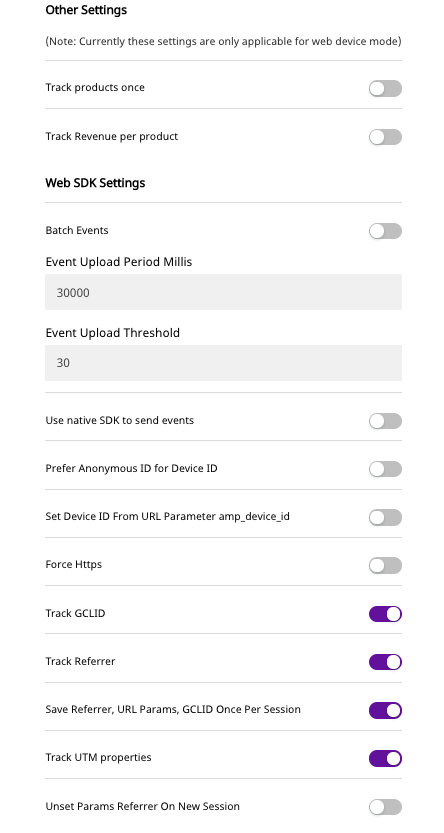 Other Settings
(Note: Currently these settings are only applicable for web device mode)
Track products once
Track Revenue per product
Web SDK Settings
Batch Events
Event Upload Period Millis
30000
Event Upload Threshold
30
Use native SDK to send events
Prefer Anonymous ID for Device ID
Set Device ID From URL Parameter amp_device_id
Force Https
Track GCLID
Track Referrer
Save Referrer, URL Params, GCLID Once Per Session
Track UTM properties
Unset Params Referrer On New Session